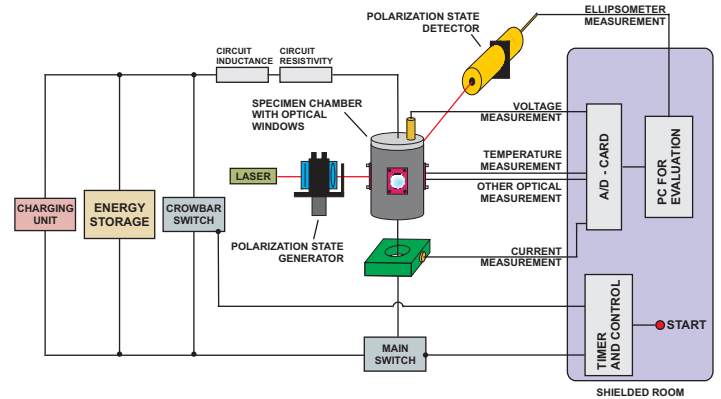 POLARIZATION STATE
DETECTOR
ELLIPSOMETER
MEASUREMENT
CIRCUIT
INDUCTANCE
CIRCUIT
RESISTIVITY
SPECIMEN CHAMBER
WITH OPTICAL
WINDOWS
VOLTAGE
MEASUREMENT
TEMPERATURE
MEASUREMENT
OTHER OPTICAL
MEASUREMENT
A/D - CARD
PC FOR
EVALUATION
LASER
CHARGING
UNIT
ENERGY
STORAGE
CROWBAR
SWITCH
POLARIZATION STATE
GENERATOR
CURRENT
MEASUREMENT
MAIN
SWITCH
TIMER
AND CONTROL
START
SHIELDED ROOM